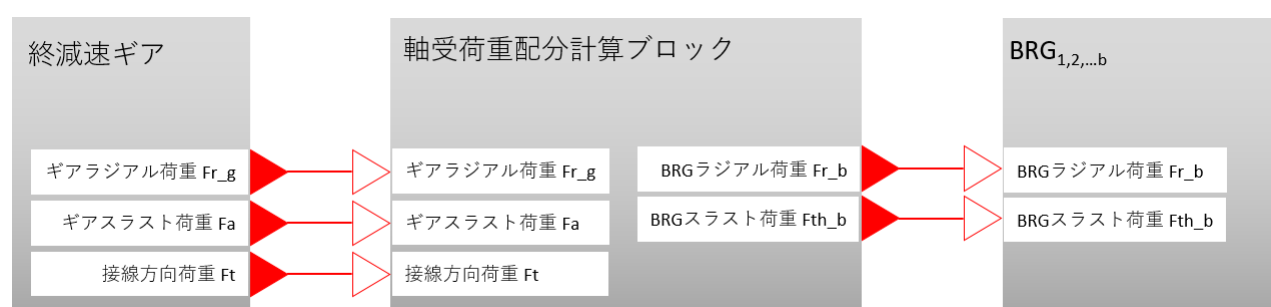 終減速ギア
ギアラジアル荷重 Fr_g
ギアスラスト荷重 Fa
接線方向荷重 Ft
軸受荷重配分計算ブロック
ギアラジアル荷重 Fr_g
ギアスラスト荷重 Fa
接線方向荷重 Ft
BRGラジアル荷重 Fr_b
BRGスラスト荷重 Fth_b
BRG1,2,...b
BRGラジアル荷重 Fr_b
BRGスラスト荷重 Fth_b